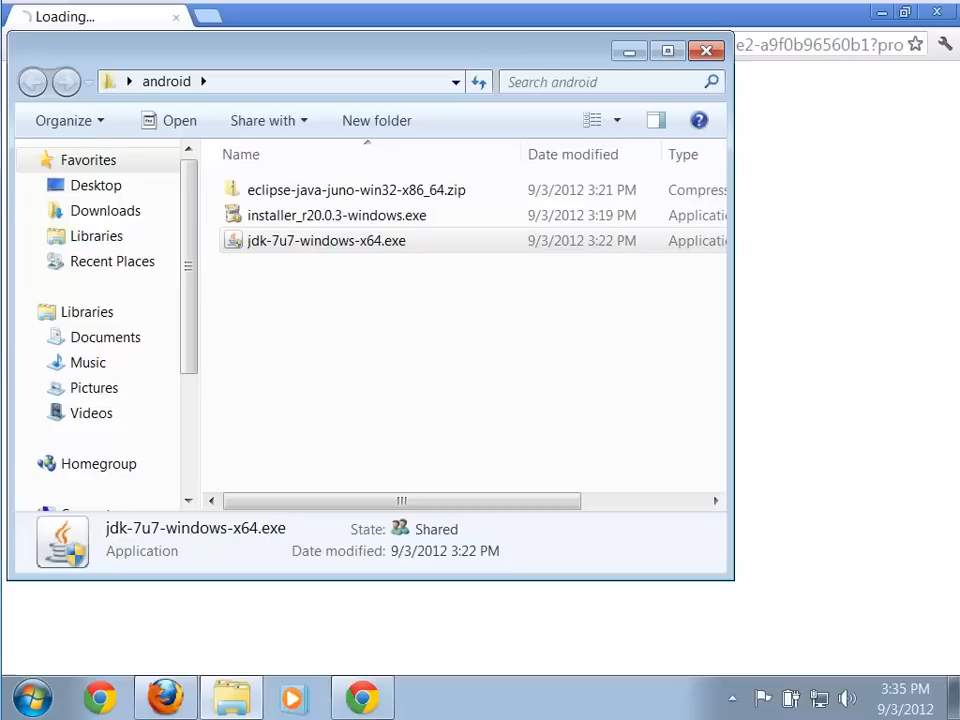 Loading...
e2-a9f0b96560b1?pro
android
Search android
Organize
Open
Share with
New folder
Name
Date modified
Type
Favorites
Desktop
Downloads
Libraries
Recent Places
Libraries
Documents
Music
Pictures
Videos
Homegroup
eclipse-java-juno-win32-x86_64.zip 9/3/2012 3:21 PM Compress
installer_r20.0.3-windows.exe 9/3/2012 3:19 PM Applicati
jdk-7u7-windows-x64.exe 9/3/2012 3:22 PM Applicati
jdk-7u7-windows-x64.exe State: Shared
Application Date modified: 9/3/2012 3:22 PM
3:35 PM
9/3/2012